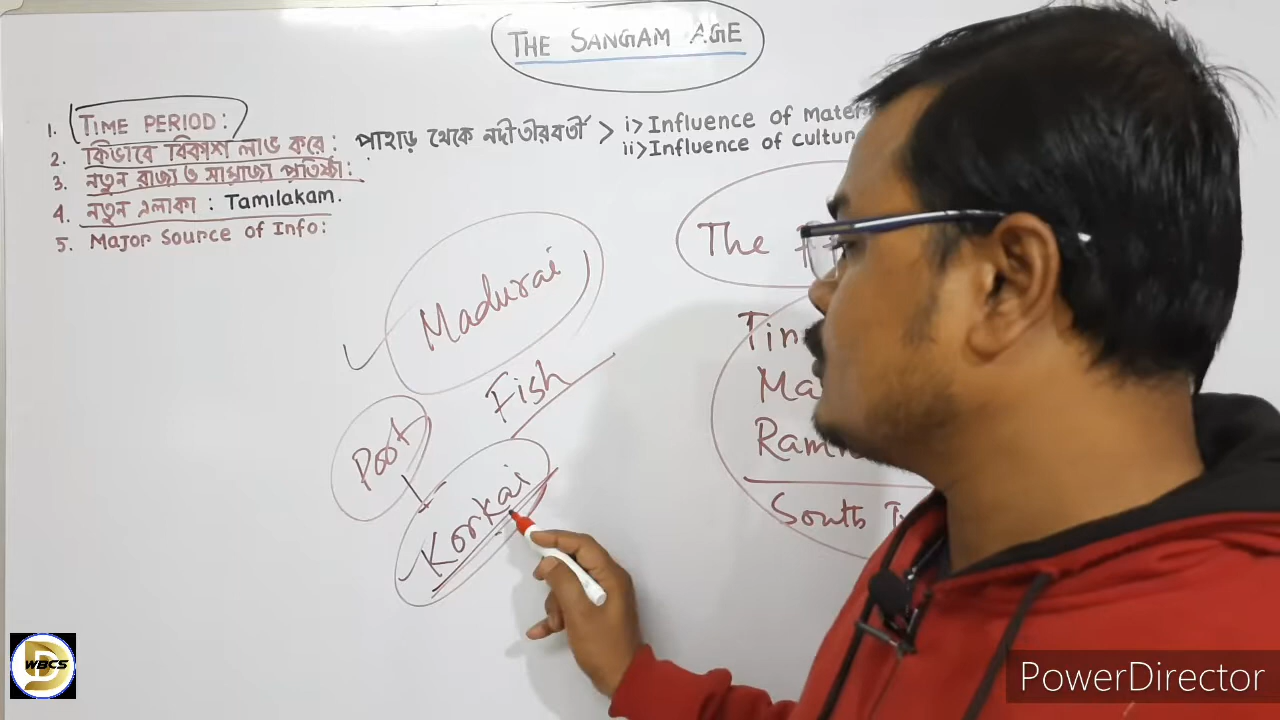 THE SANGAM AGE
1. TIME PERIOD:
2. কিভাবে বিকাশ লাভ করে: পাহাড় থেকে নদীতীরবর্তী > i> Influence of Mate
ii> Influence of cultur
3. নতুন রাজ্য ও সাম্রাজ্য প্রতিষ্ঠা:
4. নতুন এলাকা : Tamilakam.
5. Major Source of Info:
The
Madurai
Tin
Fish
Ma
Port
Ram
Korkai
South
WBCS
PowerDirector